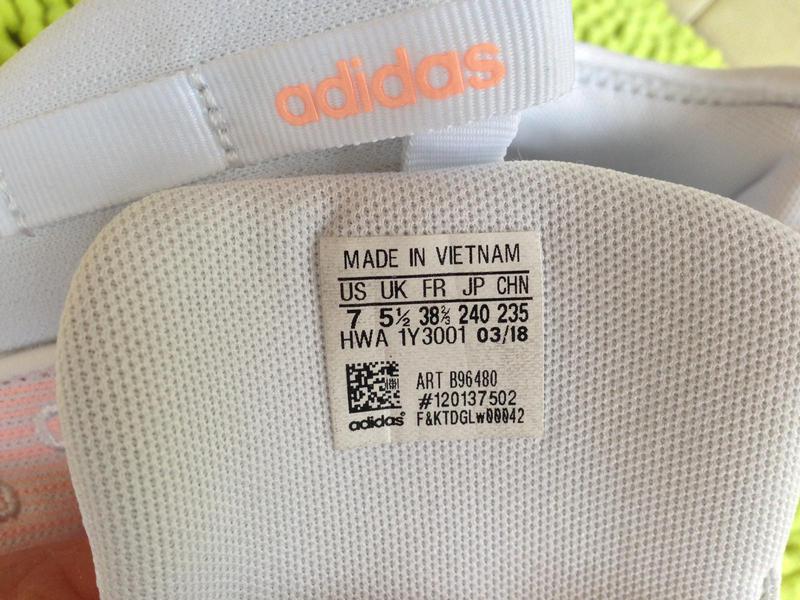 adidas
MADE IN VIETNAM
US UK FR JP CHN
7 5½ 38⅔ 240 235
HWA 1Y3001 03/18
ART B96480
#120137502
adidas® F&KTDGLW00042